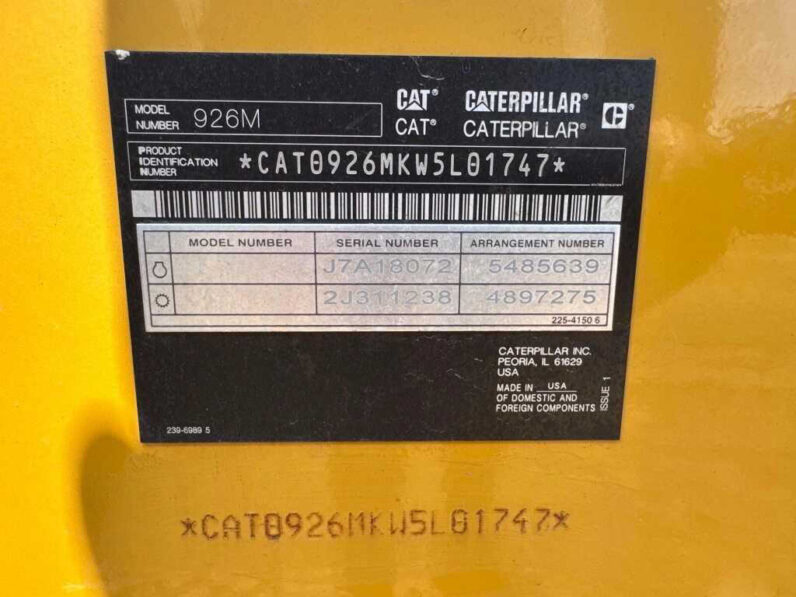 CAT® CATERPILLAR®
MODEL NUMBER 926M CAT® CATERPILLAR®
PRODUCT IDENTIFICATION NUMBER *CAT0926MKW5L01747*
MODEL NUMBER SERIAL NUMBER ARRANGEMENT NUMBER
J7A18072 5485639
2J311238 4897275
225-4150 6
CATERPILLAR INC.
PEORIA, IL 61629
USA
MADE IN USA
OF DOMESTIC AND
FOREIGN COMPONENTS
ISSUE 1
239-6989 5
*CAT0926MKW5L01747*